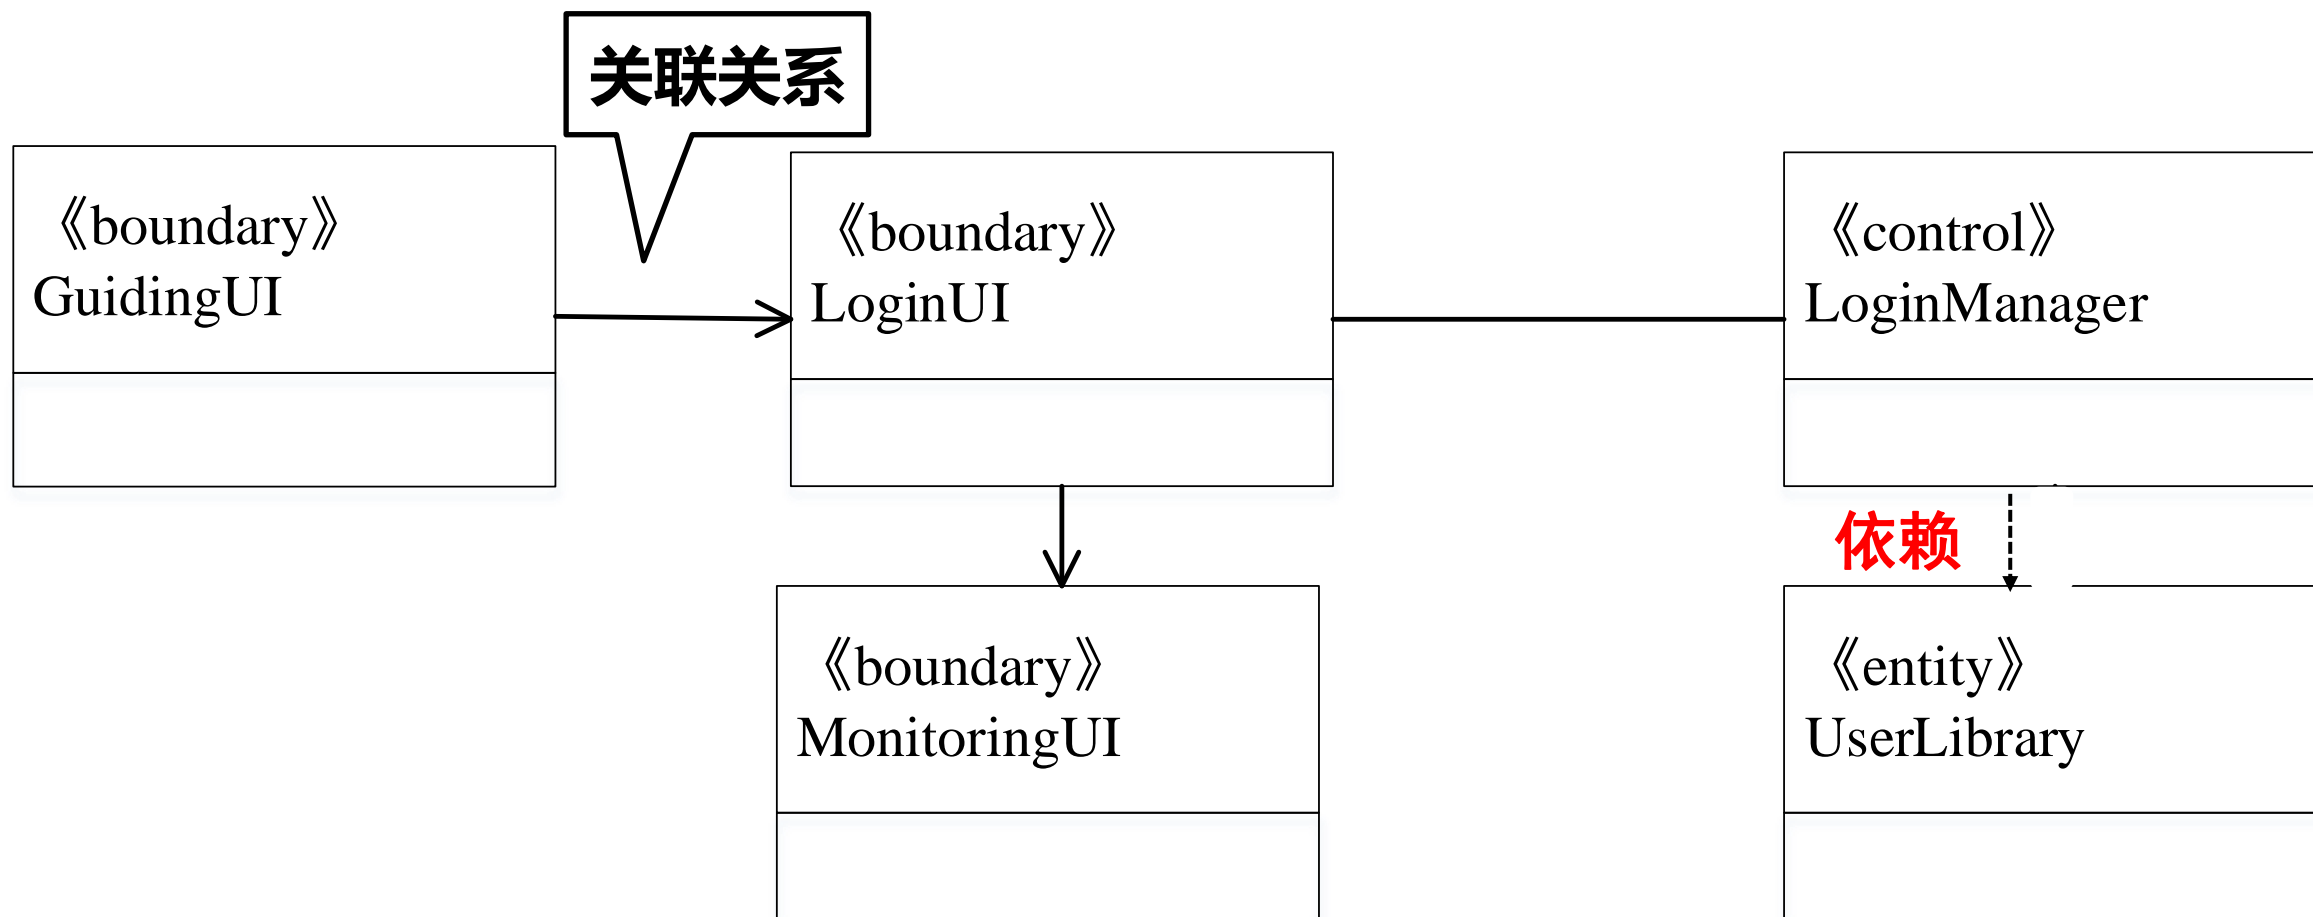 关联关系
《boundary》
GuidingUI
《boundary》
LoginUI
《control》
LoginManager
依赖
《boundary》
MonitoringUI
《entity》
UserLibrary